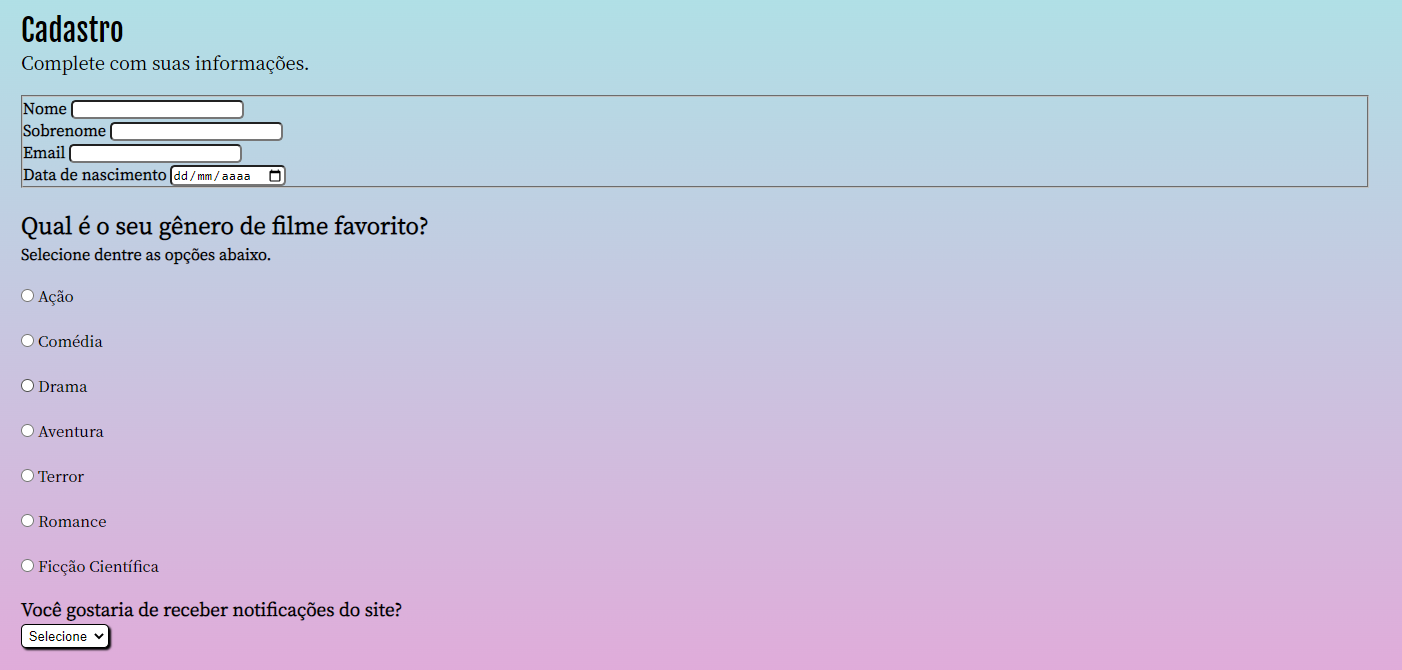 Cadastro
Complete com suas informações.
Nome
Sobrenome
Email
Data de nascimento dd/mm/aaaa
Qual é o seu gênero de filme favorito?
Selecione dentre as opções abaixo.
Ação
Comédia
Drama
Aventura
Terror
Romance
Ficção Científica
Você gostaria de receber notificações do site?
Selecione